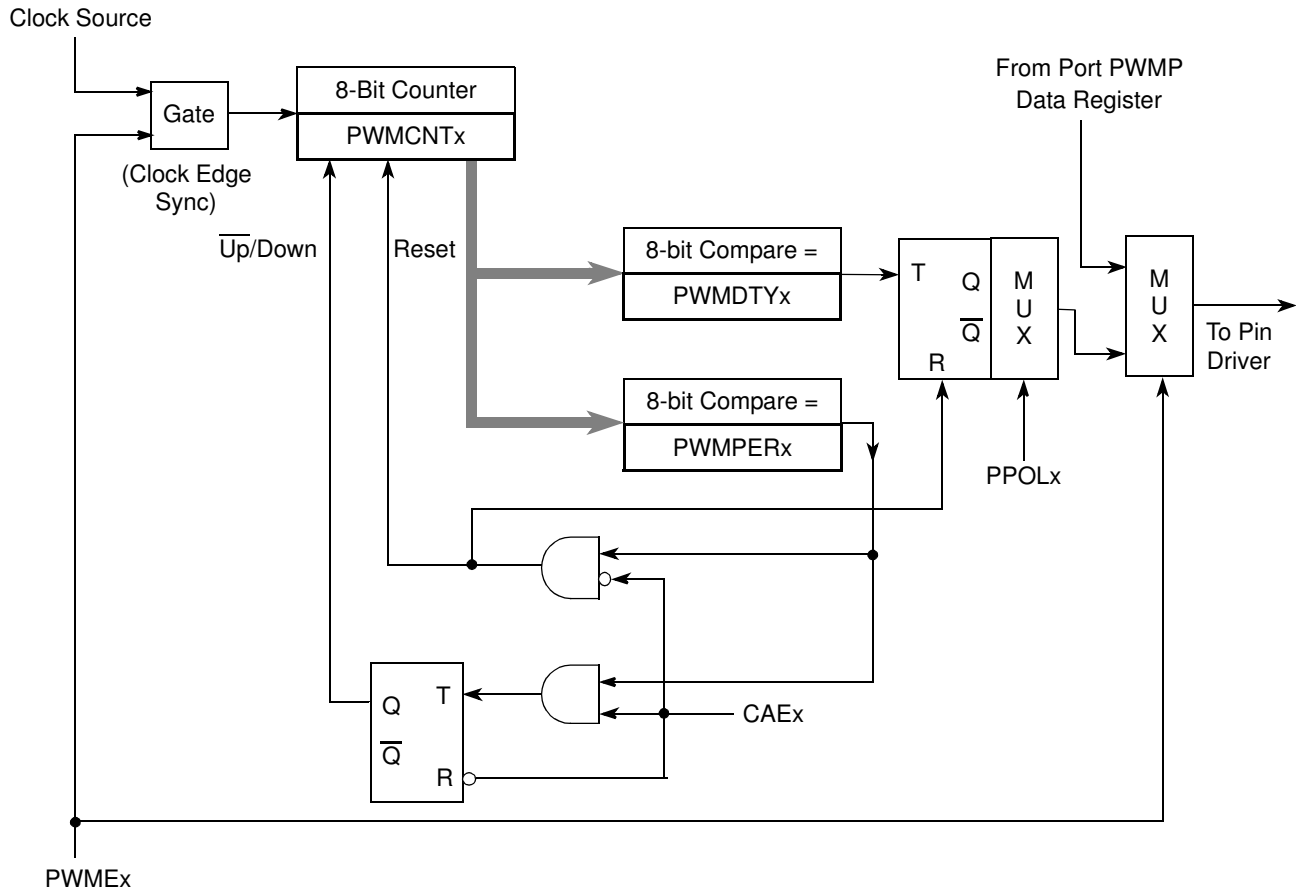 Clock Source
From Port PWMP
Data Register
Gate
8-Bit Counter
PWMCNTx
(Clock Edge
Sync)
U̅p̅/Down
Reset
8-bit Compare =
PWMDTYx
T
Q
Q̅
R
M
U
X
M
U
X
To Pin
Driver
8-bit Compare =
PWMPERx
PPOLx
Q
T
Q̅
R
CAEx
PWMEx